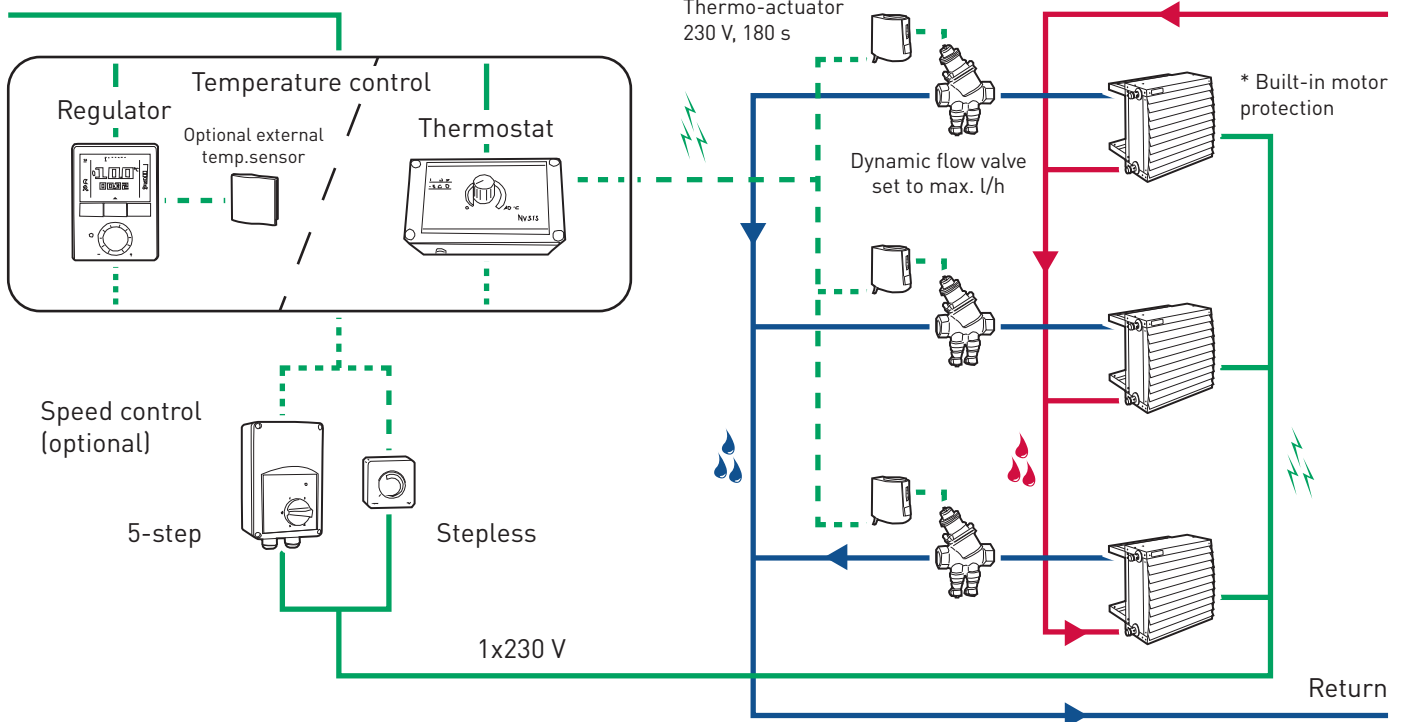 Thermo-actuator
230 V, 180 s
Temperature control
Regulator
Optional external
temp.sensor
Thermostat
* Built-in motor
protection
Dynamic flow valve
set to max. l/h
Speed control
(optional)
5-step
Stepless
1x230 V
Return